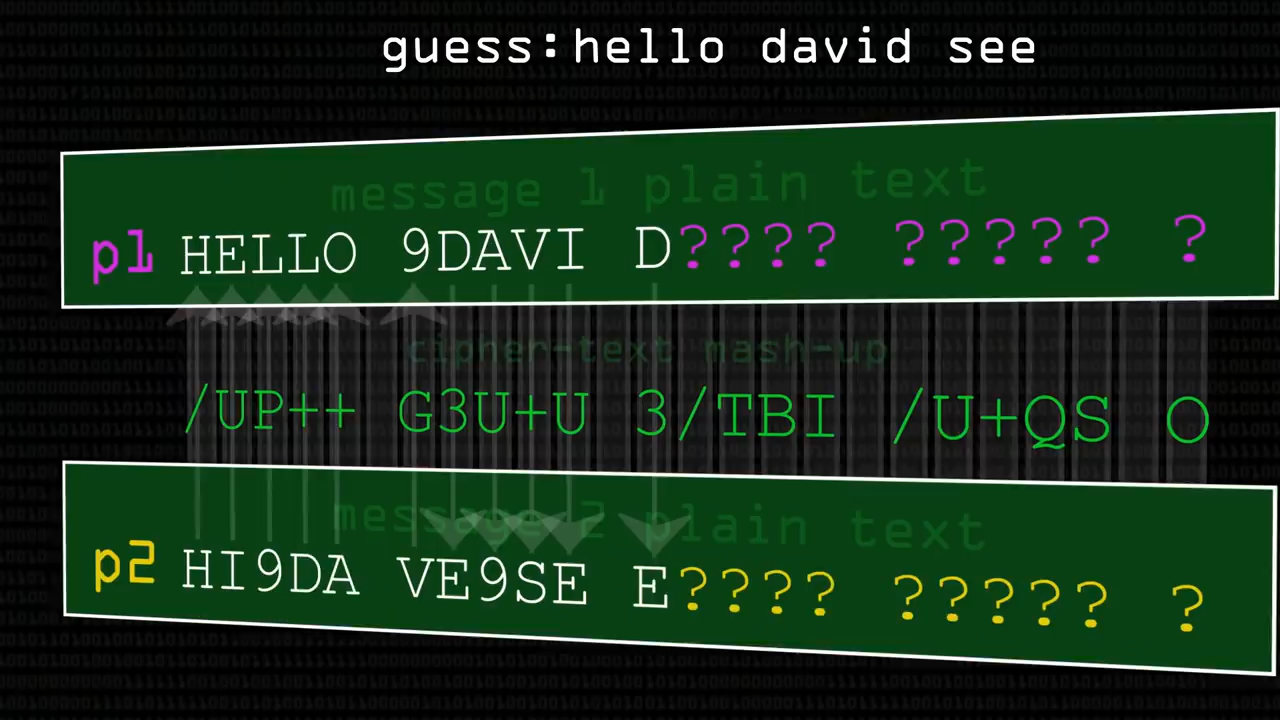 guess:hello david see
message 1 plain text
p1 HELLO 9DAVI D???? ????? ?
cipher-text mash-up
/UP++ G3U+U 3/TBI /U+QS O
message 2 plain text
p2 HI9DA VE9SE E???? ????? ?